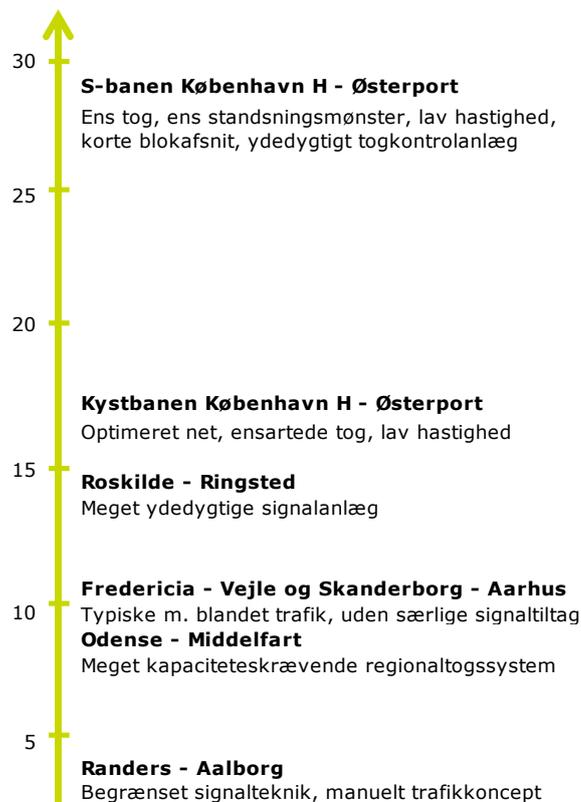 30
S-banen København H - Østerport
Ens tog, ens standsningsmønster, lav hastighed,
korte blokafsnit, ydedygtigt togkontrolanlæg
25
20
Kystbanen København H - Østerport
Optimeret net, ensartede tog, lav hastighed
15
Roskilde - Ringsted
Meget ydedygtige signalanlæg
Fredericia - Vejle og Skanderborg - Aarhus
10
Typiske m. blandet trafik, uden særlige signaltiltag
Odense - Middelfart
Meget kapaciteteskrævende regionaltogssystem
5
Randers - Aalborg
Begrænset signalteknik, manuelt trafikkoncept